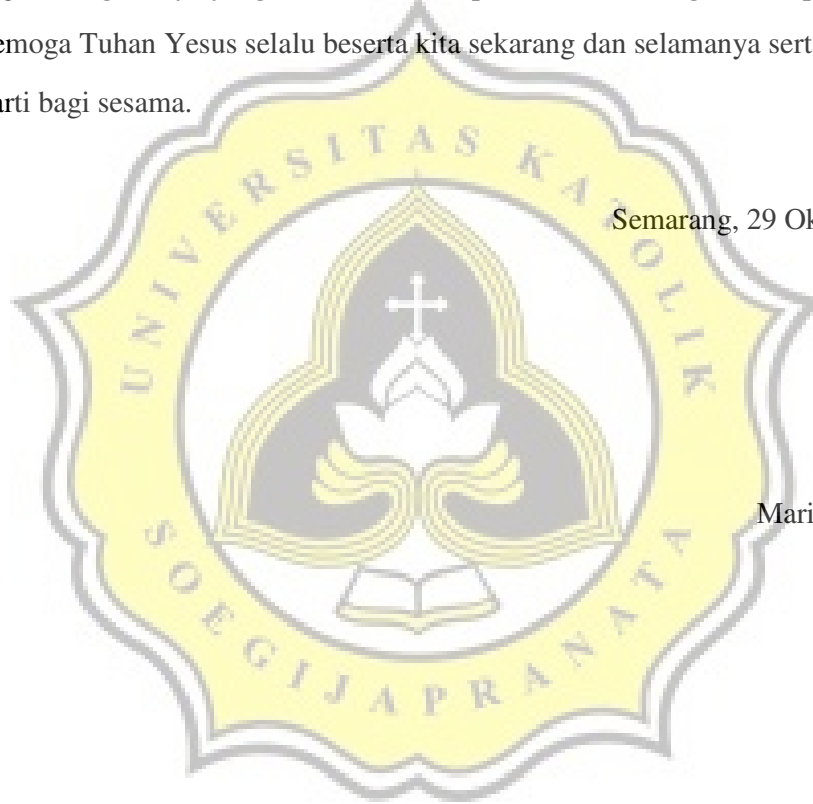 emoga Tuhan Yesus selalu beserta kita sekarang dan selamanya sert
arti bagi sesama.
UNIVERSITAS KATOLIK
Semarang, 29 Ok
Mari
SOEGIJAPRANATA